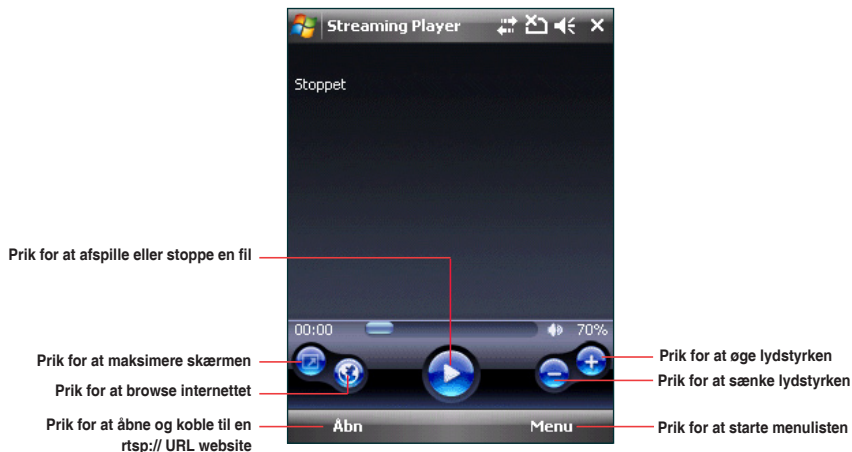 Streaming Player
Stoppet
Prik for at afspille eller stoppe en fil
00:00
70%
Prik for at maksimere skærmen
Prik for at øge lydstyrken
Prik for at browse internettet
Prik for at sænke lydstyrken
Prik for at åbne og koble til en
rtsp:// URL website
Åbn
Menu
Prik for at starte menulisten